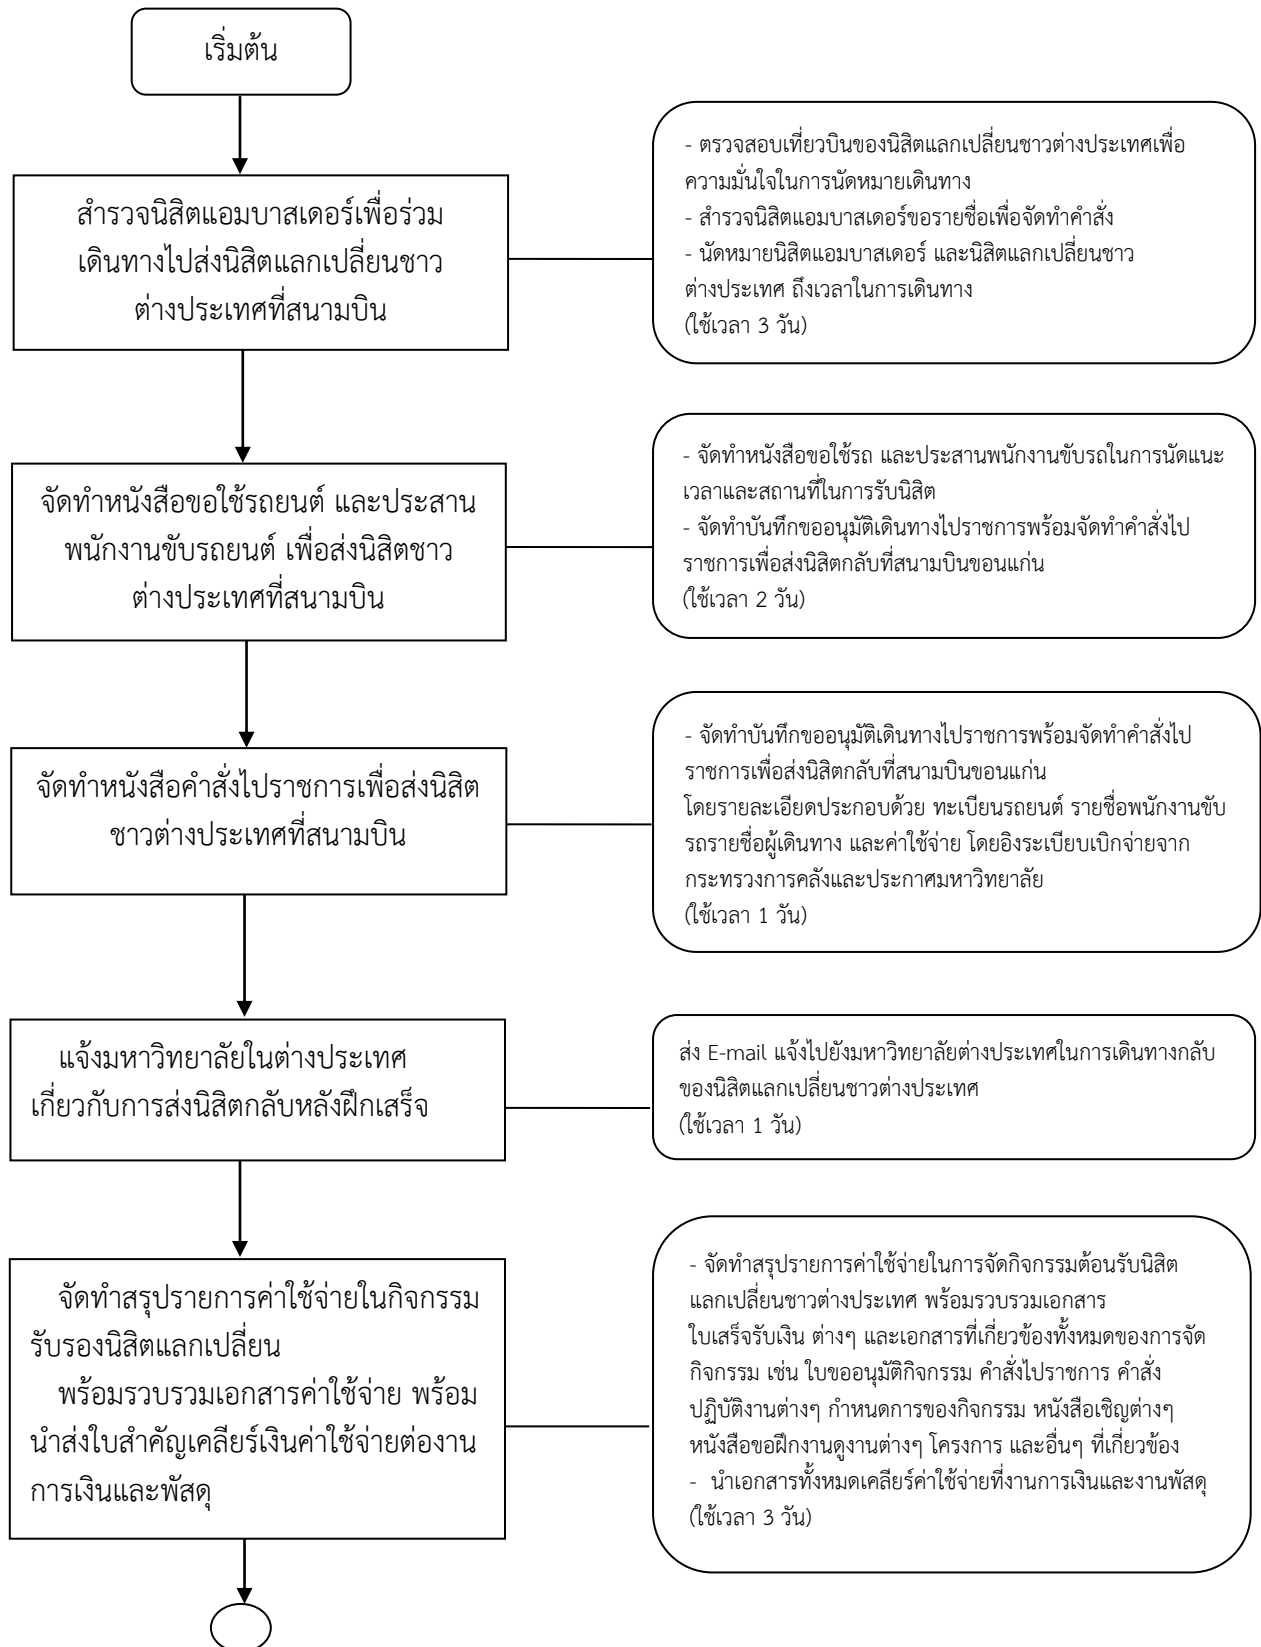 เริ่มต้น
สำรวจนิสิตแอมบาสเดอร์เพื่อร่วม
เดินทางไปส่งนิสิตแลกเปลี่ยนชาว
ต่างประเทศที่สนามบิน
- ตรวจสอบเที่ยวบินของนิสิตแลกเปลี่ยนชาวต่างประเทศเพื่อ
ความมั่นใจในการนัดหมายเดินทาง
- สำรวจนิสิตแอมบาสเดอร์ขอรายชื่อเพื่อจัดทำคำสั่ง
- นัดหมายนิสิตแอมบาสเดอร์ และนิสิตแลกเปลี่ยนชาว
ต่างประเทศ ถึงเวลาในการเดินทาง
(ใช้เวลา 3 วัน)
จัดทำหนังสือขอใช้รถยนต์ และประสาน
พนักงานขับรถยนต์ เพื่อส่งนิสิตชาว
ต่างประเทศที่สนามบิน
- จัดทำหนังสือขอใช้รถ และประสานพนักงานขับรถในการนัดแนะ
เวลาและสถานที่ในการรับนิสิต
- จัดทำบันทึกขออนุมัติเดินทางไปราชการพร้อมจัดทำคำสั่งไป
ราชการเพื่อส่งนิสิตกลับที่สนามบินขอนแก่น
(ใช้เวลา 2 วัน)
จัดทำหนังสือคำสั่งไปราชการเพื่อส่งนิสิต
ชาวต่างประเทศที่สนามบิน
- จัดทำบันทึกขออนุมัติเดินทางไปราชการพร้อมจัดทำคำสั่งไป
ราชการเพื่อส่งนิสิตกลับที่สนามบินขอนแก่น
โดยรายละเอียดประกอบด้วย ทะเบียนรถยนต์ รายชื่อพนักงานขับ
รถรายชื่อผู้เดินทาง และค่าใช้จ่าย โดยอิงระเบียบเบิกจ่ายจาก
กระทรวงการคลังและประกาศมหาวิทยาลัย
(ใช้เวลา 1 วัน)
แจ้งมหาวิทยาลัยในต่างประเทศ
เกี่ยวกับการส่งนิสิตกลับหลังฝึกเสร็จ
ส่ง E-mail แจ้งไปยังมหาวิทยาลัยต่างประเทศในการเดินทางกลับ
ของนิสิตแลกเปลี่ยนชาวต่างประเทศ
(ใช้เวลา 1 วัน)
จัดทำสรุปรายการค่าใช้จ่ายในกิจกรรม
รับรองนิสิตแลกเปลี่ยน
พร้อมรวบรวมเอกสารค่าใช้จ่าย พร้อม
นำส่งใบสำคัญเคลียร์เงินค่าใช้จ่ายต่องาน
การเงินและพัสดุ
- จัดทำสรุปรายการค่าใช้จ่ายในการจัดกิจกรรมต้อนรับนิสิต
แลกเปลี่ยนชาวต่างประเทศ พร้อมรวบรวมเอกสาร
ใบเสร็จรับเงิน ต่างๆ และเอกสารที่เกี่ยวข้องทั้งหมดของการจัด
กิจกรรม เช่น ใบขออนุมัติกิจกรรม คำสั่งไปราชการ คำสั่ง
ปฏิบัติงานต่างๆ กำหนดการของกิจกรรม หนังสือเชิญต่างๆ
หนังสือขอฝึกงานดูงานต่างๆ โครงการ และอื่นๆ ที่เกี่ยวข้อง
- นำเอกสารทั้งหมดเคลียร์ค่าใช้จ่ายที่งานการเงินและงานพัสดุ
(ใช้เวลา 3 วัน)